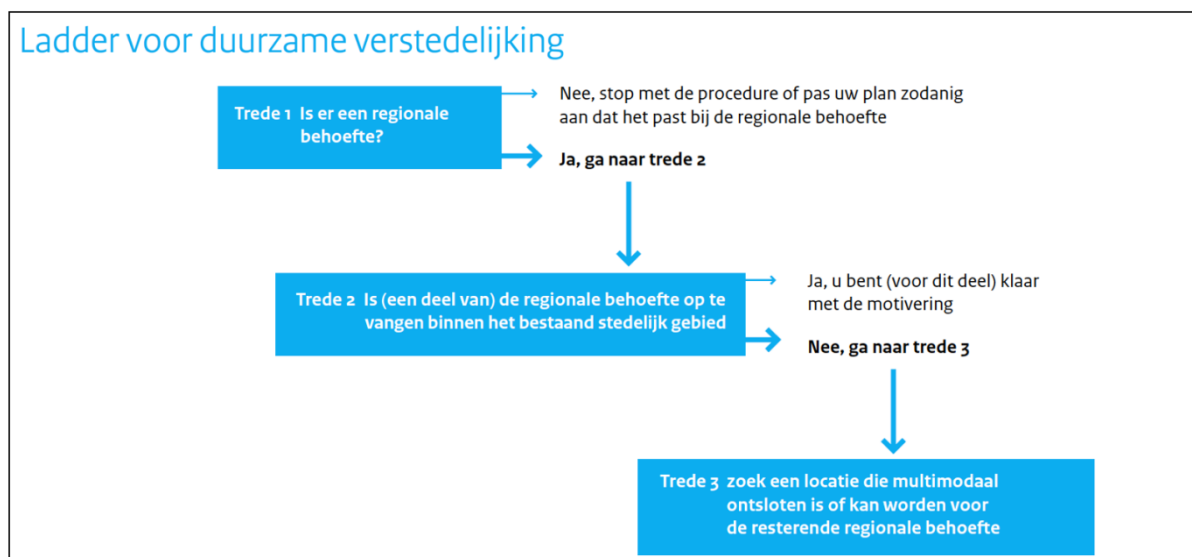 Ladder voor duurzame verstedelijking
Trede 1 Is er een regionale
behoefte?
Nee, stop met de procedure of pas uw plan zodanig
aan dat het past bij de regionale behoefte
Ja, ga naar trede 2
Trede 2 Is (een deel van) de regionale behoefte op te
vangen binnen het bestaand stedelijk gebied
Ja, u bent (voor dit deel) klaar
met de motivering
Nee, ga naar trede 3
Trede 3 zoek een locatie die multimodaal
ontsloten is of kan worden voor
de resterende regionale behoefte